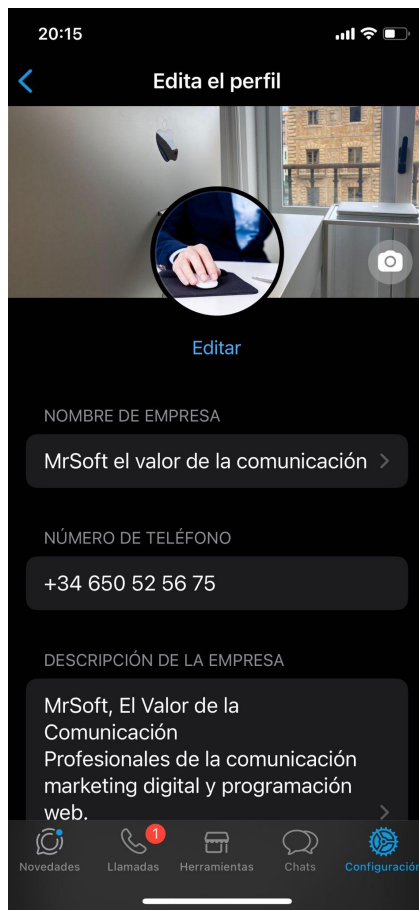 20:15
Edita el perfil
Editar
NOMBRE DE EMPRESA
MrSoft el valor de la comunicación
NÚMERO DE TELÉFONO
+34 650 52 56 75
DESCRIPCIÓN DE LA EMPRESA
MrSoft, El Valor de la
Comunicación
Profesionales de la comunicación
marketing digital y programación
web.
1
Novedades Llamadas Herramientas Chats Configuración